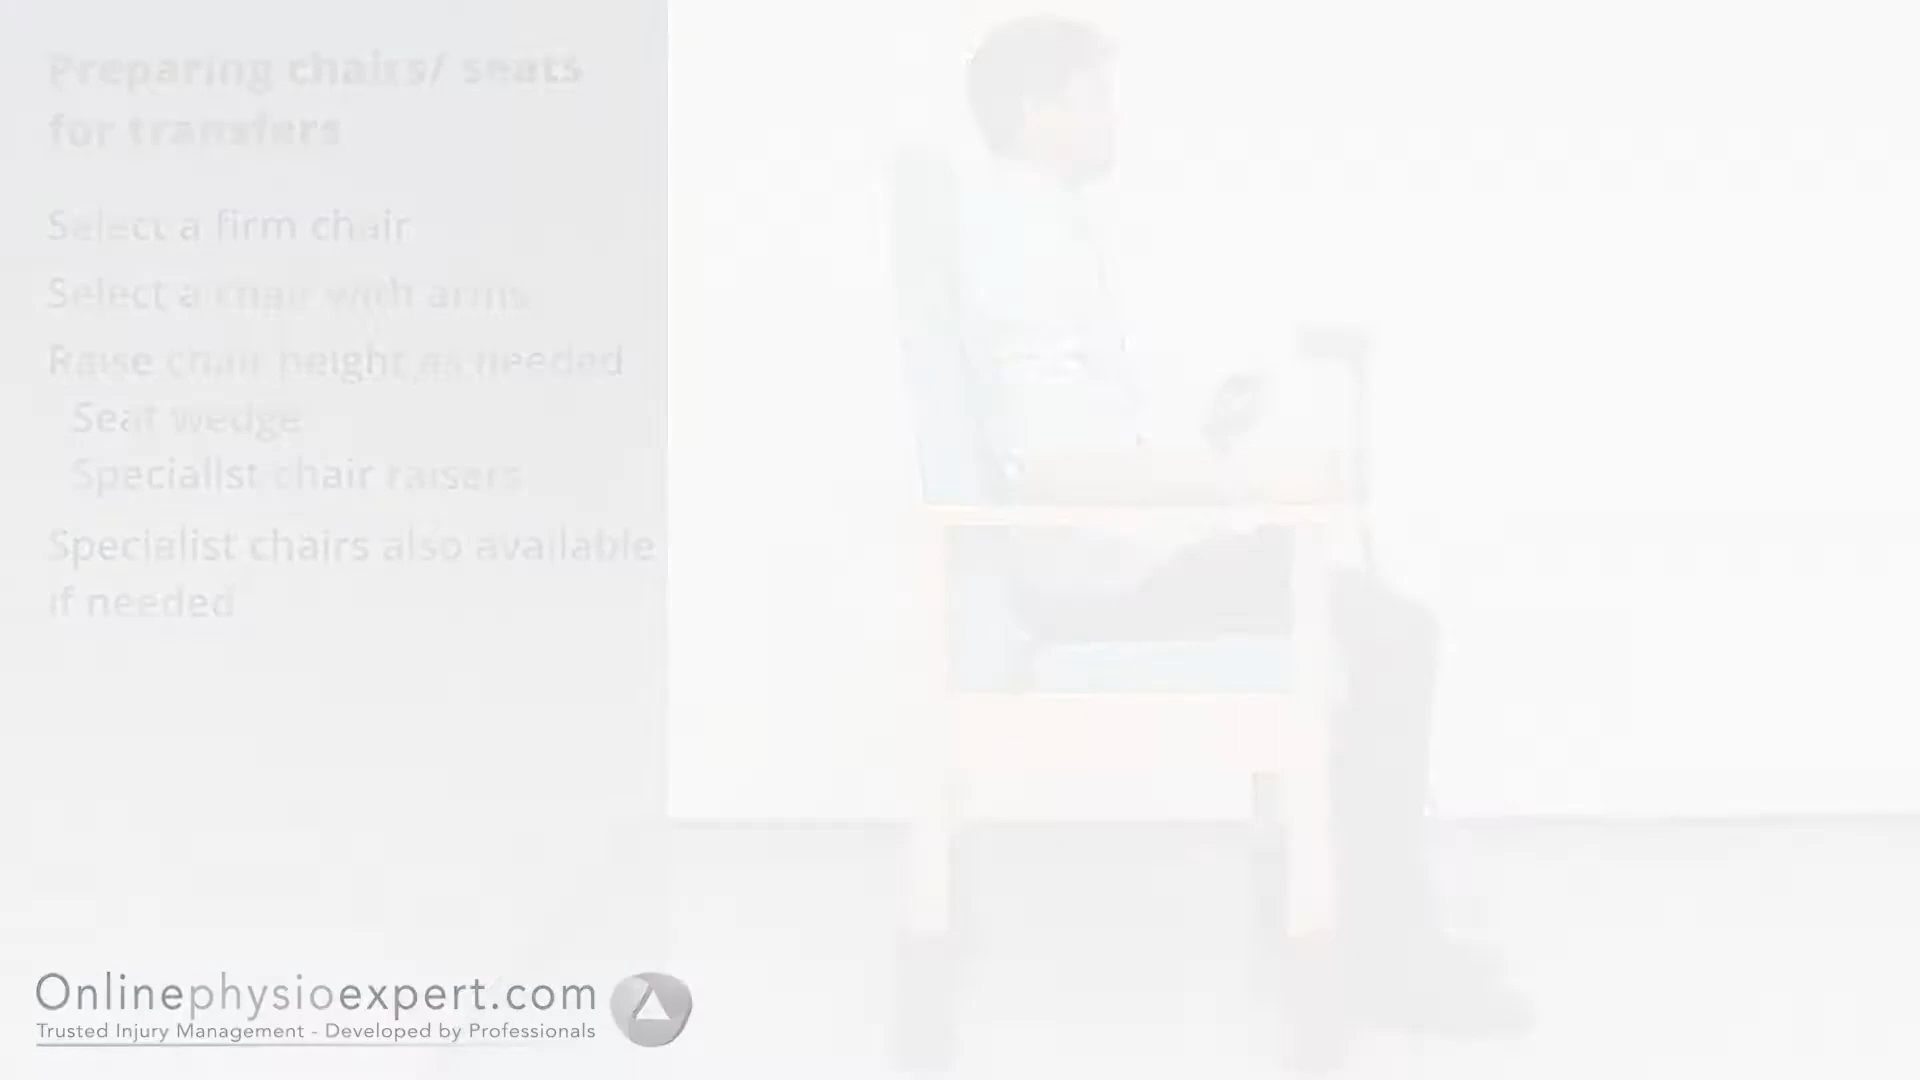 Preparing chairs/ seats
for transfers
Select a firm chair
Select a chair with arms
Raise chair height as needed
Seat wedge
Specialist chair raisers
Specialist chairs also available
if needed
Onlinephysioexpert.com
Trusted Injury Management - Developed by Professionals